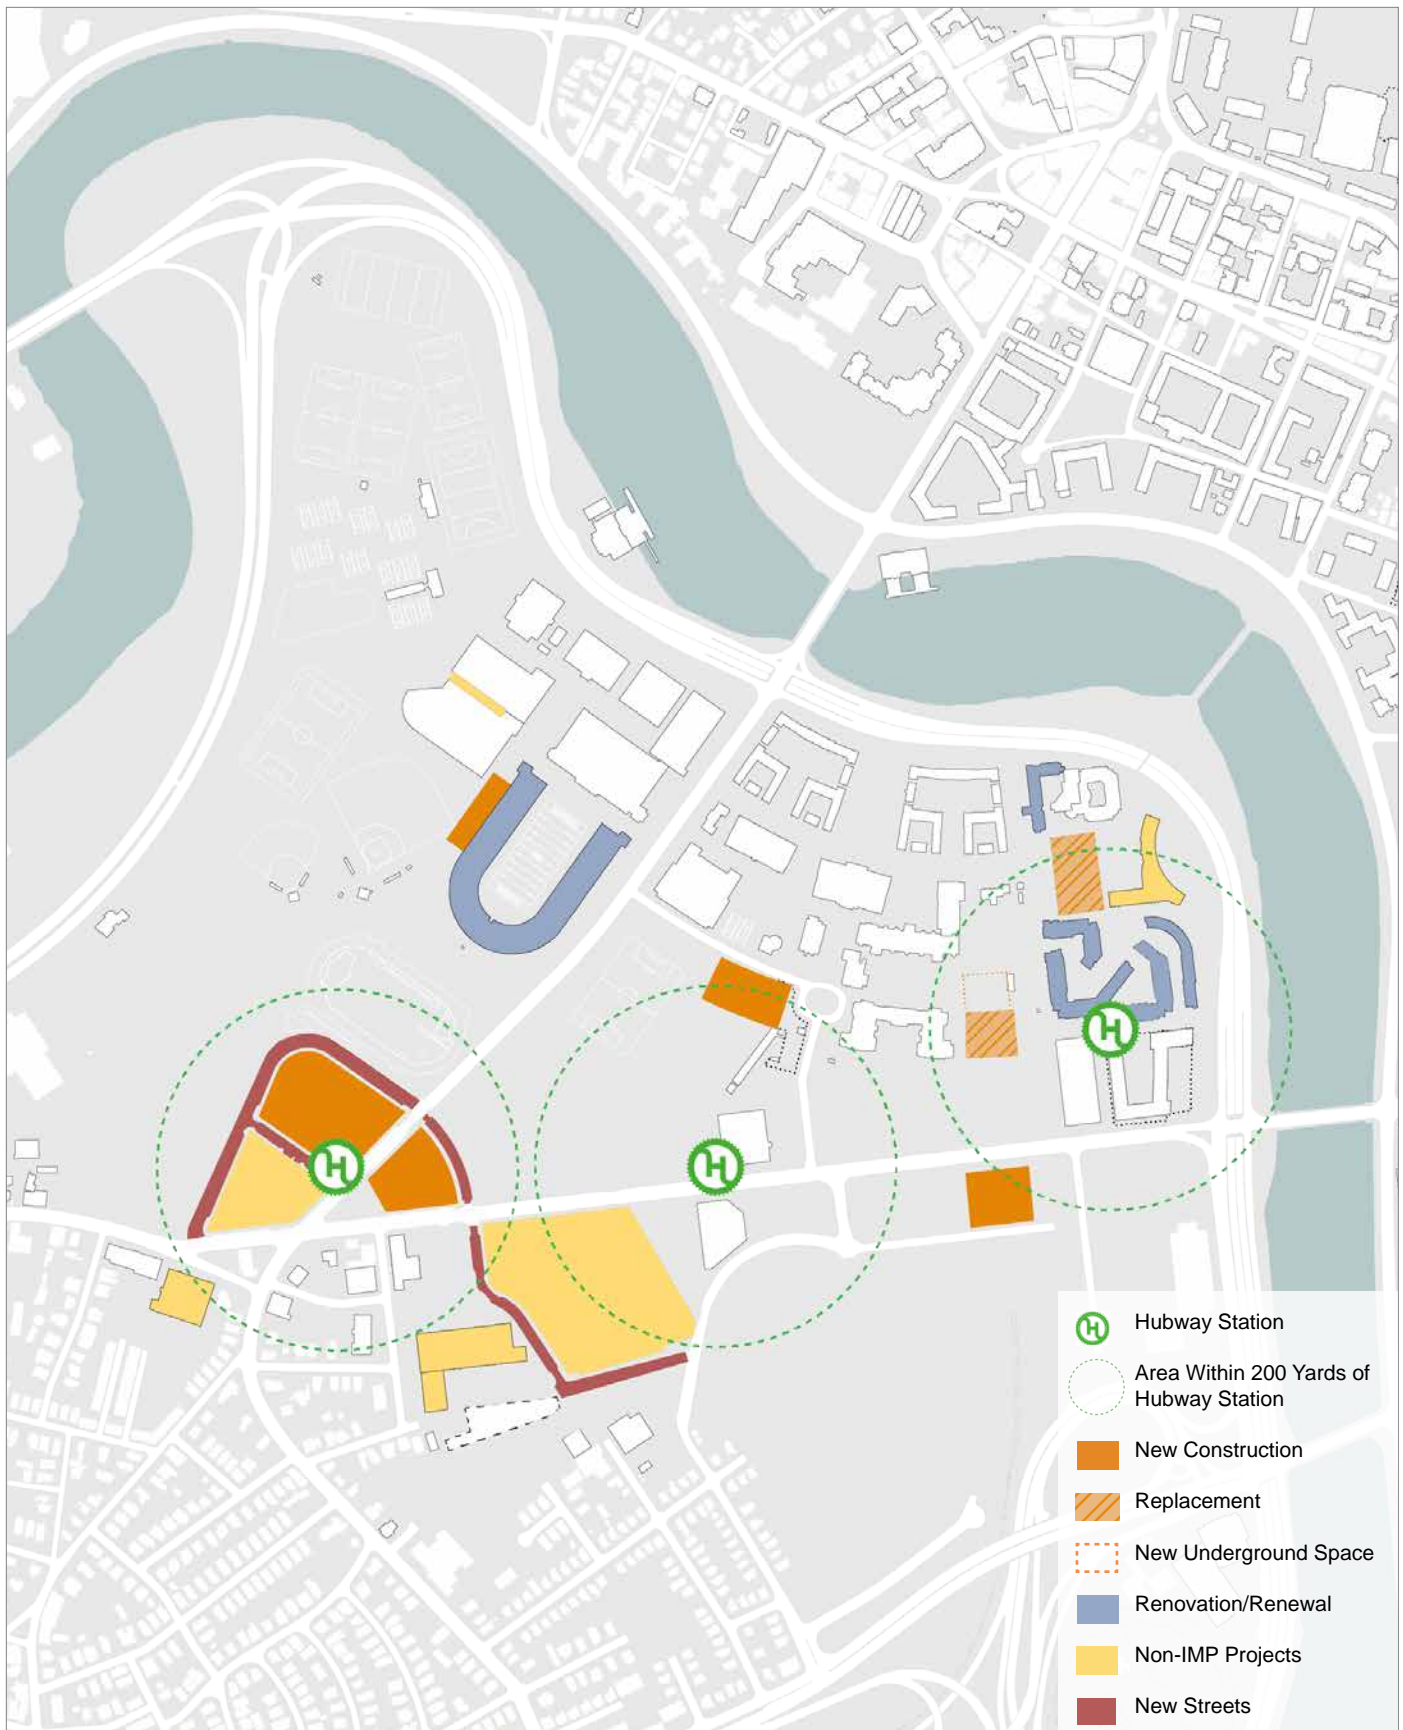 H
H
H
H
Hubway Station
Area Within 200 Yards of
Hubway Station
New Construction
Replacement
New Underground Space
Renovation/Renewal
Non-IMP Projects
New Streets